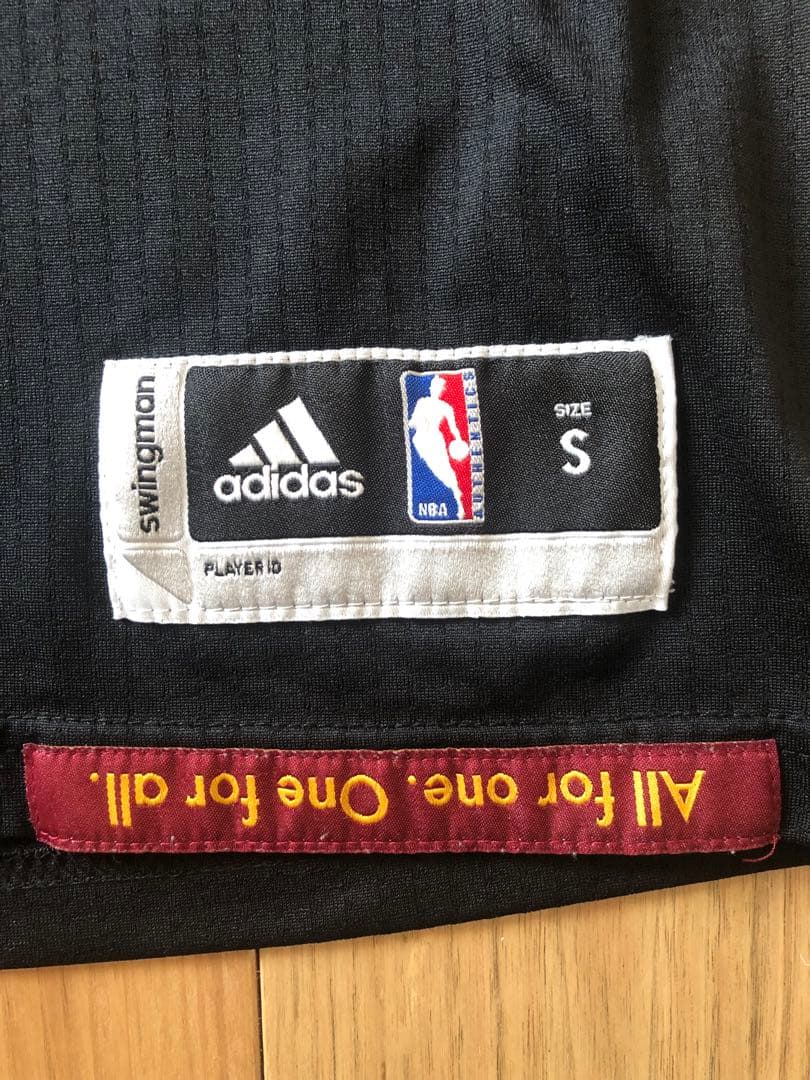 swingman
adidas
NBA
AUTHENTICS
SIZE
S
PLAYER ID
All for one. One for all.